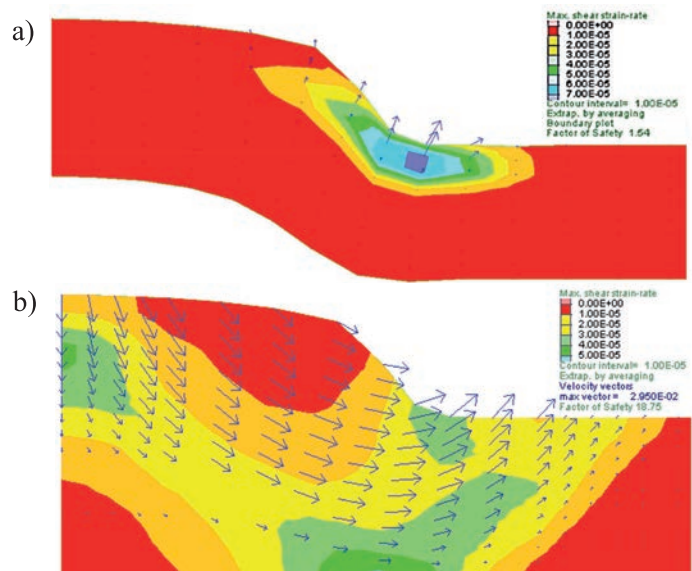 a)
Max. shear strain-rate
0.00E+00
1.00E-05
2.00E-05
3.00E-05
4.00E-05
5.00E-05
6.00E-05
7.00E-05
Contour interval= 1.00E-05
Extrap. by averaging
Boundary plot
Factor of Safety 1.54
b)
Max. shear strain-rate
0.00E+00
1.00E-05
2.00E-05
3.00E-05
4.00E-05
5.00E-05
Contour interval= 1.00E-05
Extrap. by averaging
Velocity vectors
max vector = 2.950E-02
Factor of Safety 18.75